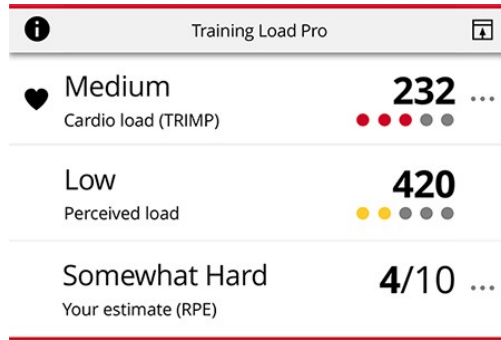 Training Load Pro
Medium
232
Cardio load (TRIMP)
Low
420
Perceived load
Somewhat Hard
4/10
Your estimate (RPE)